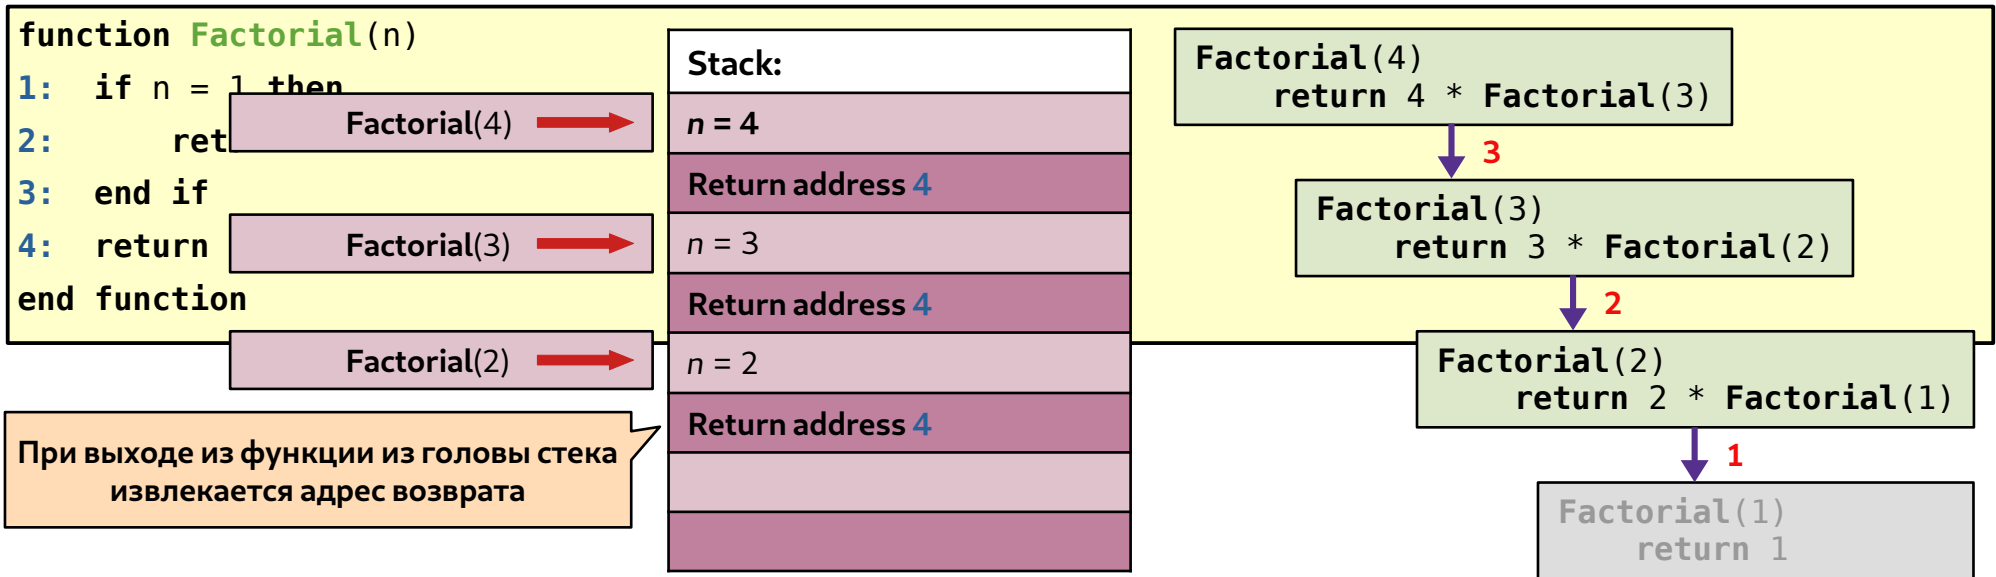 function Factorial(n)
1: if n = 1 then
2: ret
3: end if
4: return
end function
Factorial(4)
Factorial(3)
Factorial(2)
При выходе из функции из головы стека
извлекается адрес возврата
Stack:
n = 4
Return address 4
n = 3
Return address 4
n = 2
Return address 4
Factorial(4)
return 4 * Factorial(3)
3
Factorial(3)
return 3 * Factorial(2)
2
Factorial(2)
return 2 * Factorial(1)
1
Factorial(1)
return 1